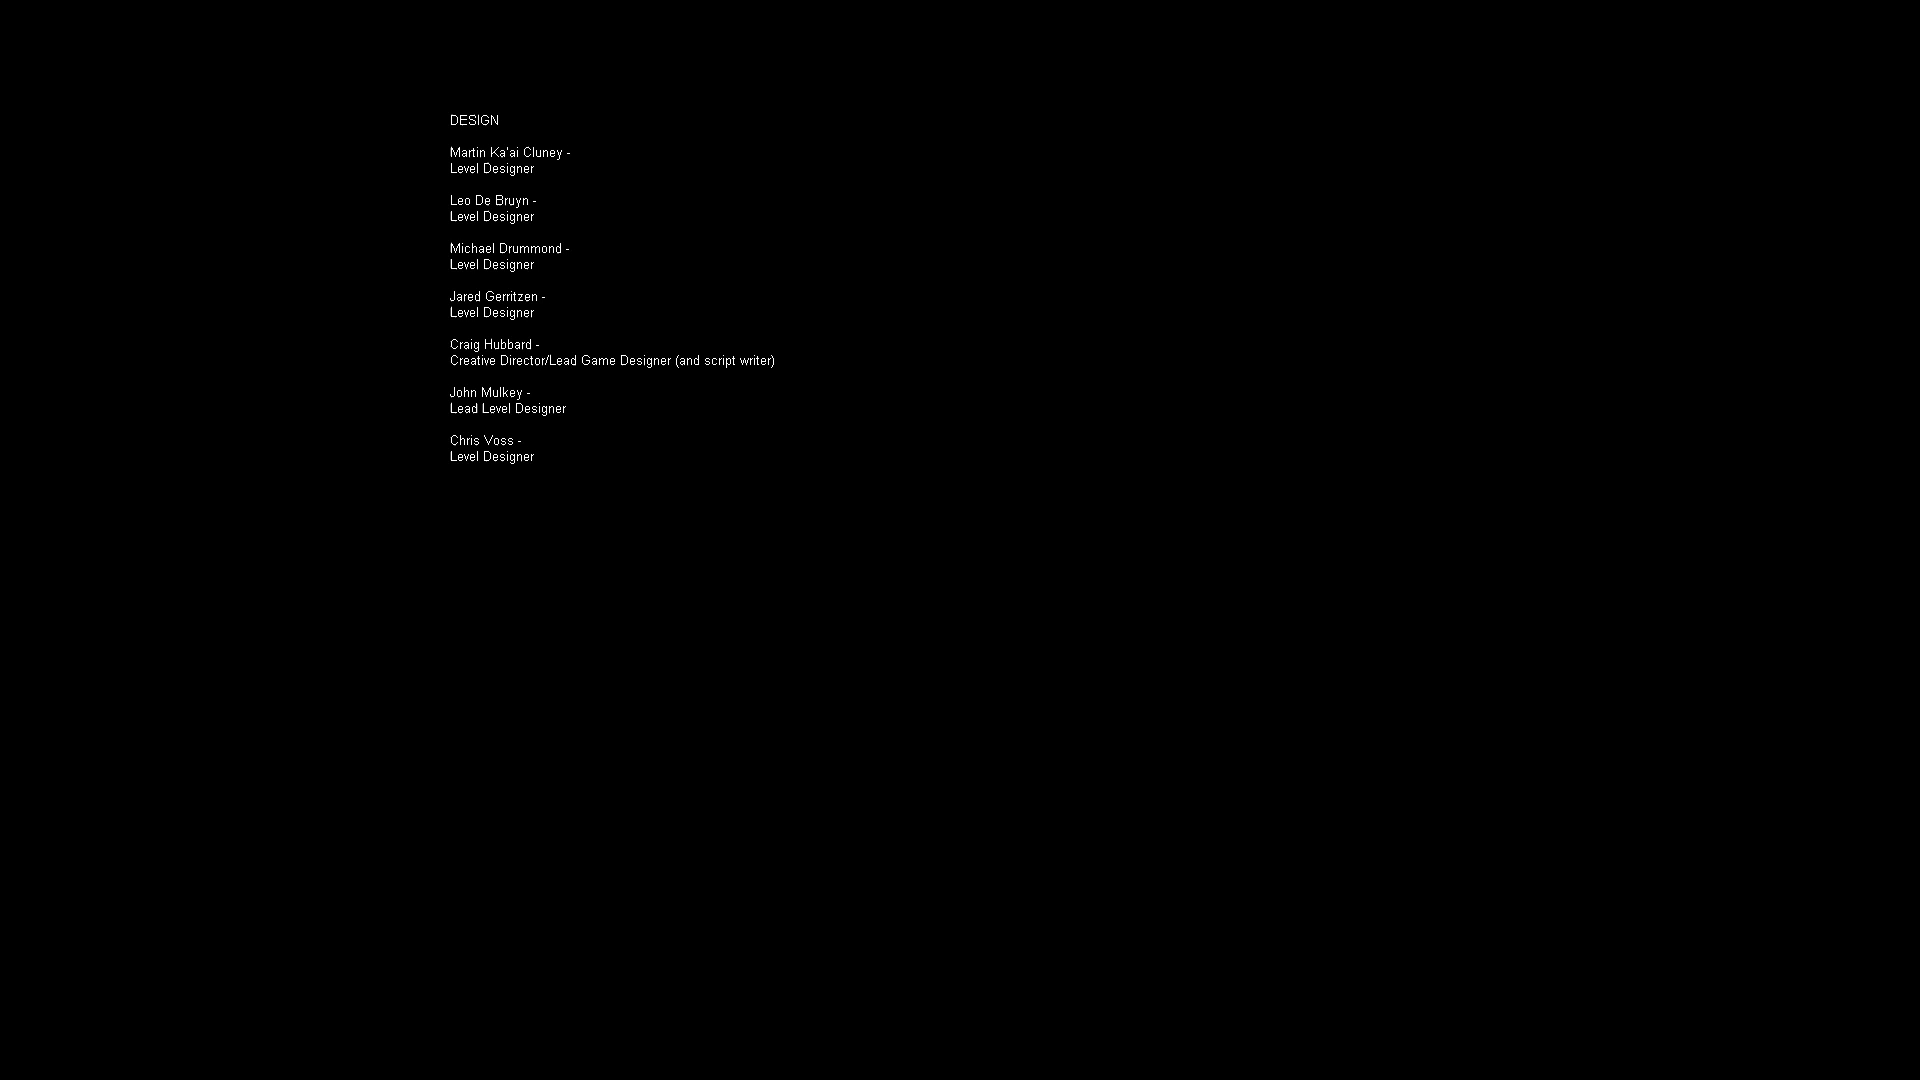 DESIGN
Martin Ka'ai Cluney -
Level Designer
Leo De Bruyn -
Level Designer
Michael Drummond -
Level Designer
Jared Gerritzen -
Level Designer
Craig Hubbard -
Creative Director/Lead Game Designer (and script writer)
John Mulkey -
Lead Level Designer
Chris Voss -
Level Designer